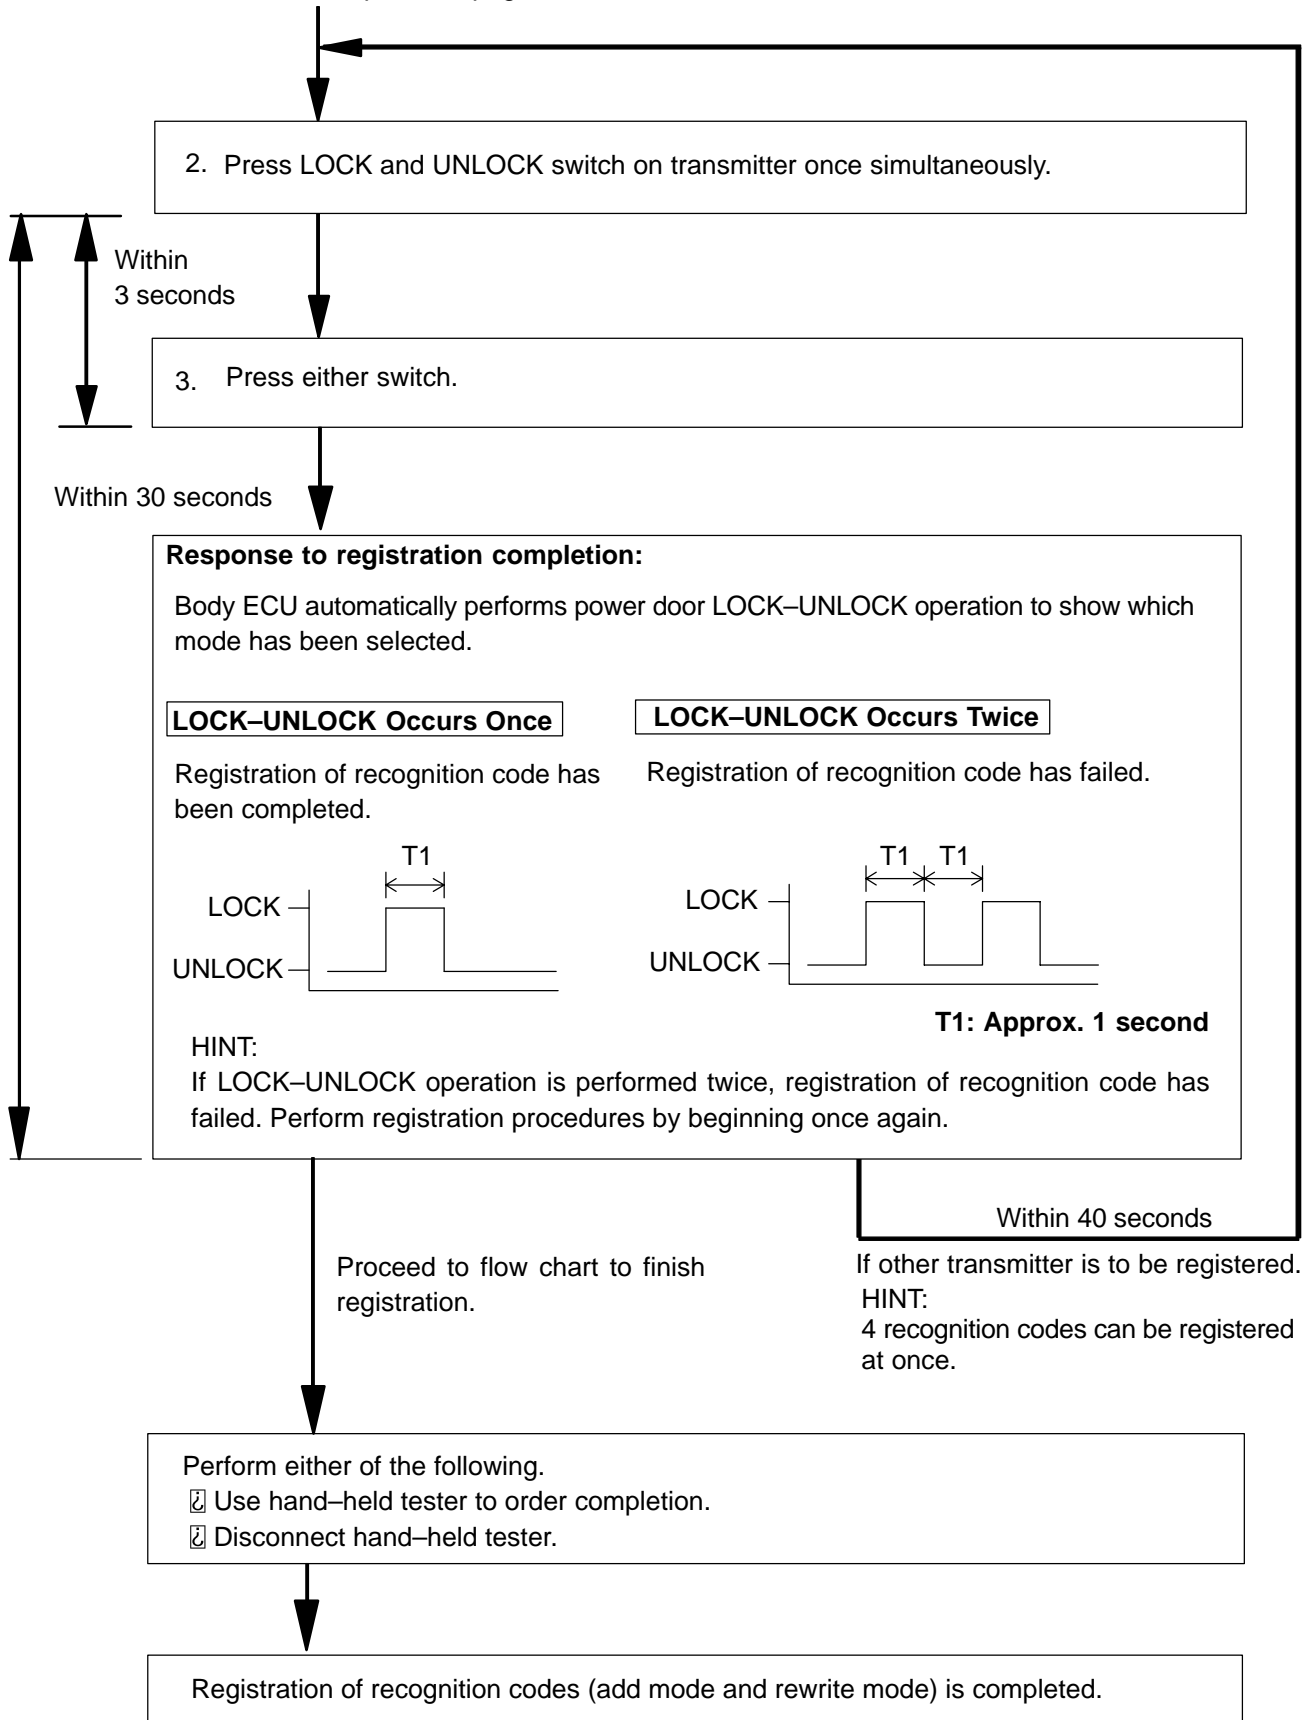 2. Press LOCK and UNLOCK switch on transmitter once simultaneously.
Within
3 seconds
3. Press either switch.
Within 30 seconds
Response to registration completion:
Body ECU automatically performs power door LOCK–UNLOCK operation to show which
mode has been selected.
LOCK–UNLOCK Occurs Once
LOCK–UNLOCK Occurs Twice
Registration of recognition code has
been completed.
Registration of recognition code has failed.
T1
LOCK
UNLOCK
T1 T1
LOCK
UNLOCK
T1: Approx. 1 second
HINT:
If LOCK–UNLOCK operation is performed twice, registration of recognition code has
failed. Perform registration procedures by beginning once again.
Within 40 seconds
Proceed to flow chart to finish
registration.
If other transmitter is to be registered.
HINT:
4 recognition codes can be registered
at once.
Perform either of the following.
¿ Use hand–held tester to order completion.
¿ Disconnect hand–held tester.
Registration of recognition codes (add mode and rewrite mode) is completed.